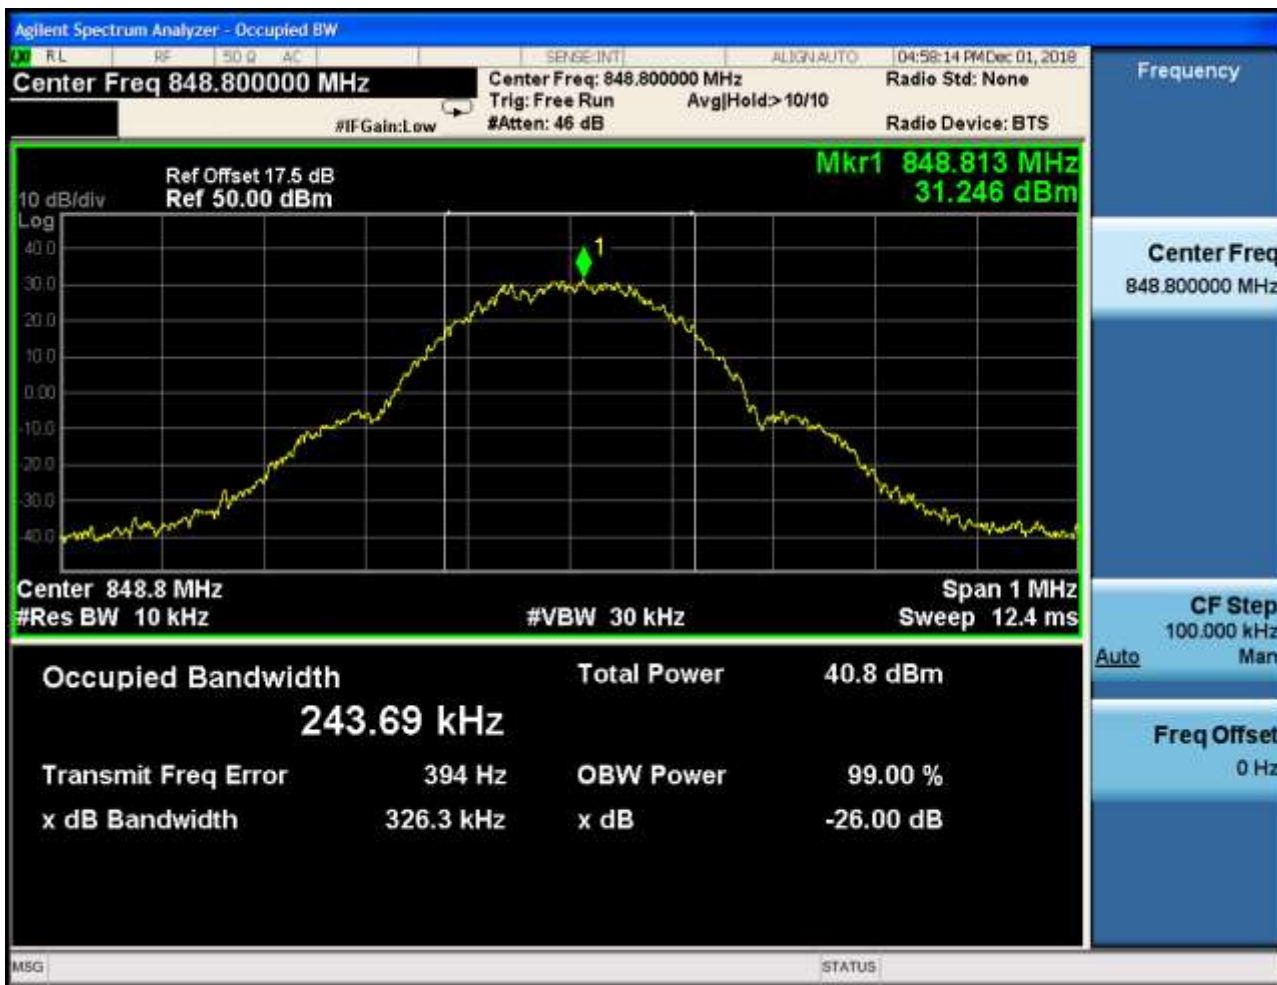 Agilent Spectrum Analyzer - Occupied BW
LXI RL RF 50 Ω AC SENSE:INT ALIGN AUTO 04:58:14 PM Dec 01, 2018
Center Freq 848.800000 MHz
Center Freq: 848.800000 MHz
Radio Std: None
Trig: Free Run Avg|Hold:> 10/10
#IFGain:Low
#Atten: 46 dB
Radio Device: BTS
Mkr1 848.813 MHz
31.246 dBm
Ref Offset 17.5 dB
10 dB/div Ref 50.00 dBm
Log
40.0
30.0
20.0
10.0
0.00
-10.0
-20.0
-30.0
-40.0
1
Center 848.8 MHz Span 1 MHz
#Res BW 10 kHz #VBW 30 kHz Sweep 12.4 ms
Occupied Bandwidth Total Power 40.8 dBm
243.69 kHz
Transmit Freq Error 394 Hz OBW Power 99.00 %
x dB Bandwidth 326.3 kHz x dB -26.00 dB
MSG STATUS
Frequency
Center Freq
848.800000 MHz
CF Step
100.000 kHz
Auto Man
Freq Offset
0 Hz